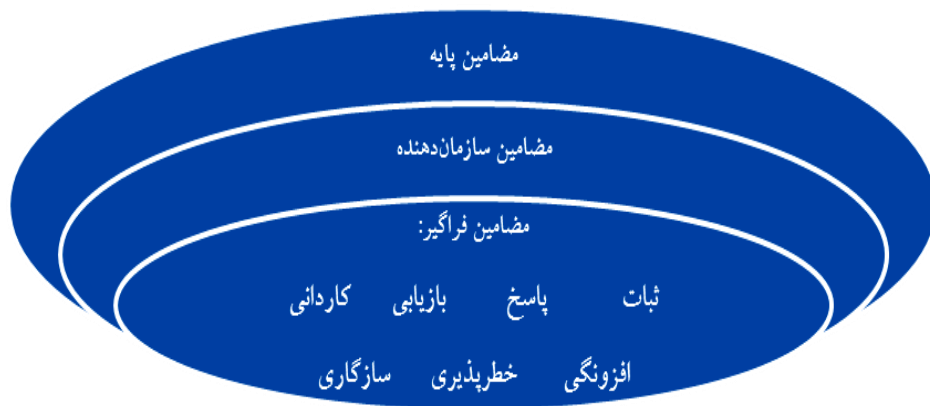 مضامین پایه
مضامین سازمان‌دهنده
مضامین فراگیر:
ثبات پاسخ بازیابی کاردانی
افزونگی خطرپذیری سازگاری